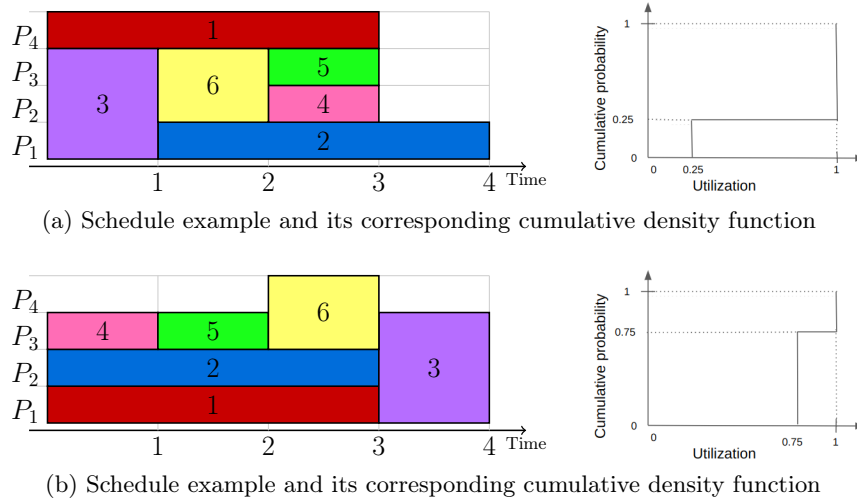 P4
P3
P2
P1
1
3
6
5
4
2
1
2
3
4
Time
Cumulative probability
1
0.25
0
0
0.25
1
Utilization
(a) Schedule example and its corresponding cumulative density function
P4
P3
P2
P1
6
4
5
2
1
3
1
2
3
4
Time
Cumulative probability
1
0.75
0
0
0.75
1
Utilization
(b) Schedule example and its corresponding cumulative density function